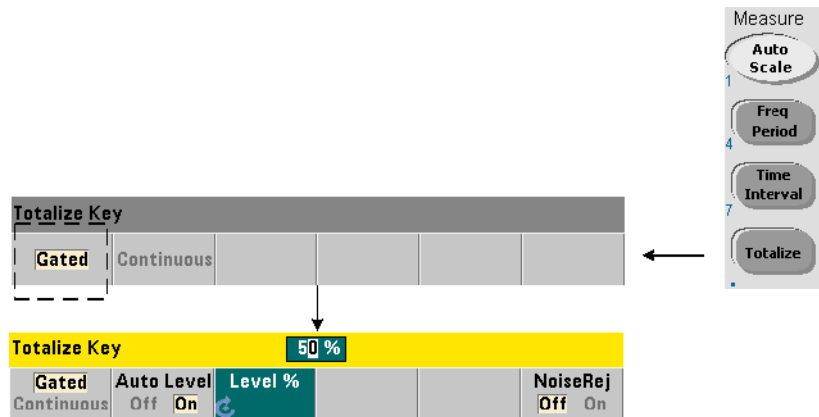 Measure
Auto
Scale
1
Freq
Period
4
Time
Interval
7
Totalize
.
Totalize Key
Gated
Continuous
Totalize Key
50 %
Gated
Continuous
Auto Level
Off On
Level %
NoiseRej
Off On